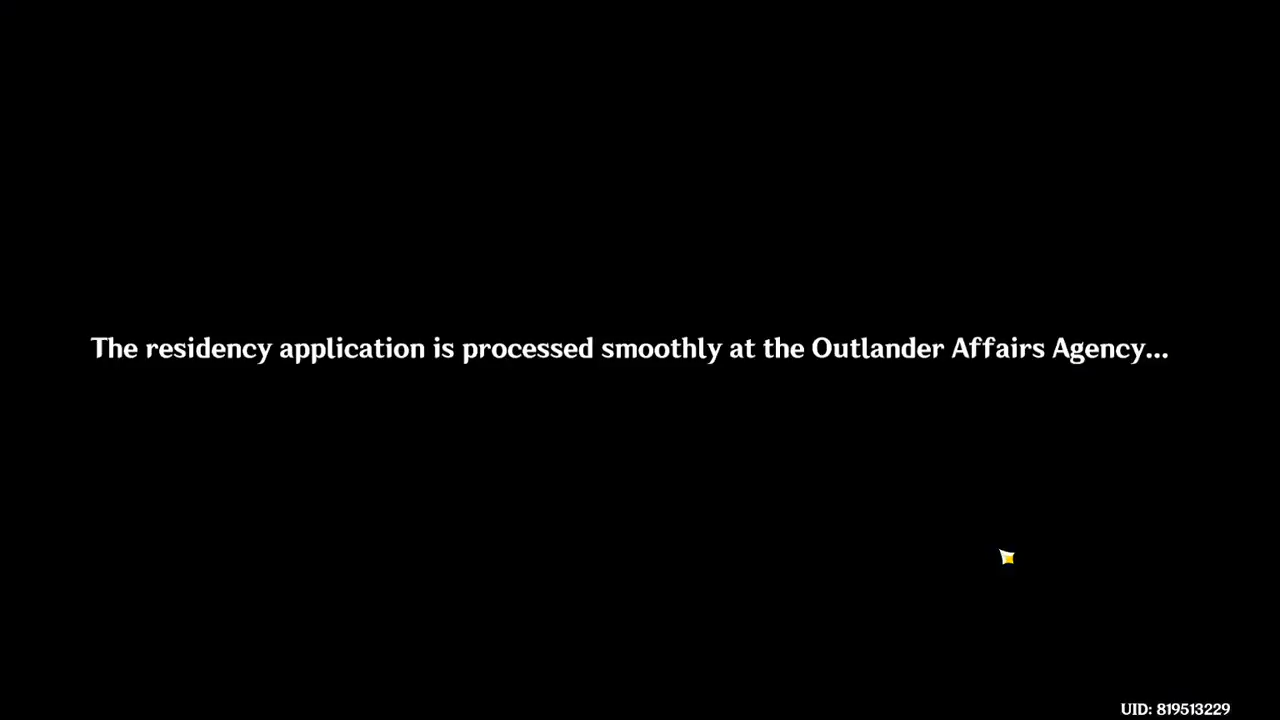 The residency application is processed smoothly at the Outlander Affairs Agency...
UID: 819513229